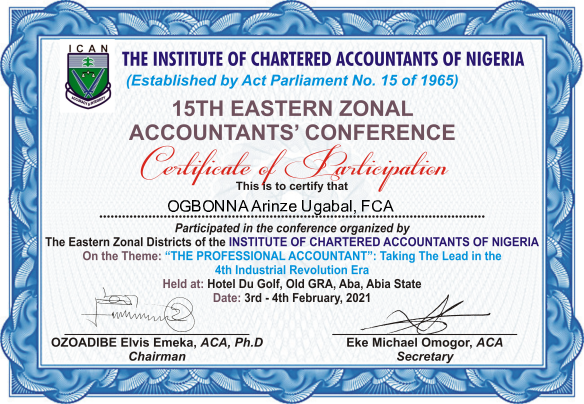 ICAN
THE INSTITUTE OF CHARTERED ACCOUNTANTS OF NIGERIA
(Established by Act Parliament No. 15 of 1965)
15TH EASTERN ZONAL
ACCOUNTANTS' CONFERENCE
Certificate of Participation
This is to certify that
OGBONNA Arinze Ugabal, FCA
Participated in the conference organized by
The Eastern Zonal Districts of the INSTITUTE OF CHARTERED ACCOUNTANTS OF NIGERIA
On the Theme: “THE PROFESSIONAL ACCOUNTANT”: Taking The Lead in the
4th Industrial Revolution Era
Held at: Hotel Du Golf, Old GRA, Aba, Abia State
Date: 3rd - 4th February, 2021
OZOADIBE Elvis Emeka, ACA, Ph.D
Chairman
Eke Michael Omogor, ACA
Secretary